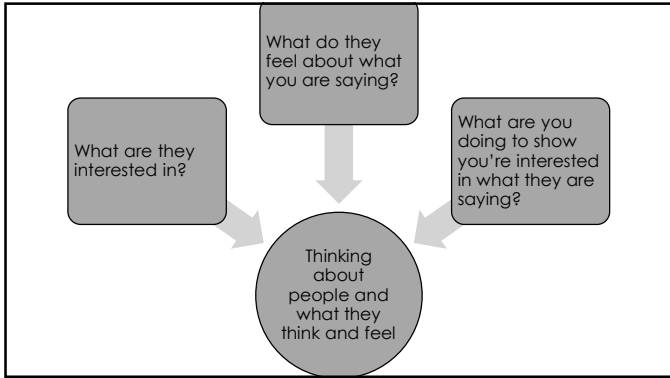 What do they
feel about what
you are saying?
What are they
interested in?
What are you
doing to show
you're interested
in what they are
saying?
Thinking
about
people and
what they
think and feel